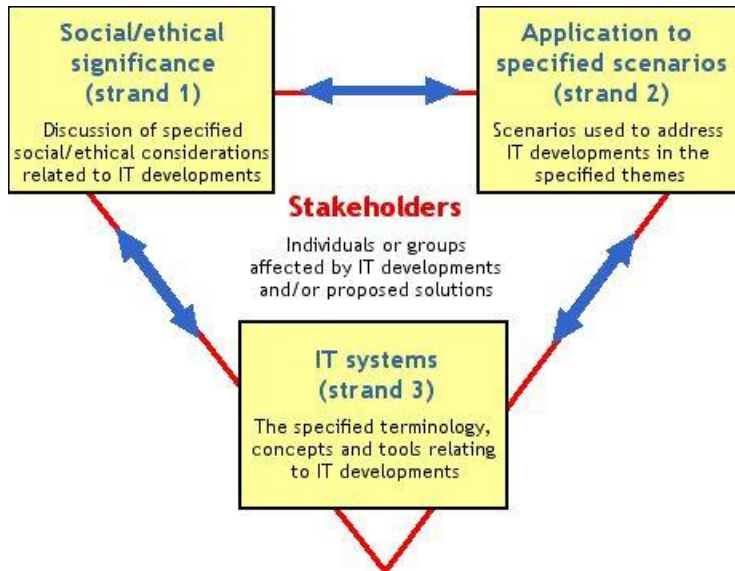 Social/ethical
significance
(strand 1)
Discussion of specified
social/ethical considerations
related to IT developments
Application to
specified scenarios
(strand 2)
Scenarios used to address
IT developments in the
specified themes
Stakeholders
Individuals or groups
affected by IT developments
and/or proposed solutions
IT systems
(strand 3)
The specified terminology,
concepts and tools relating
to IT developments